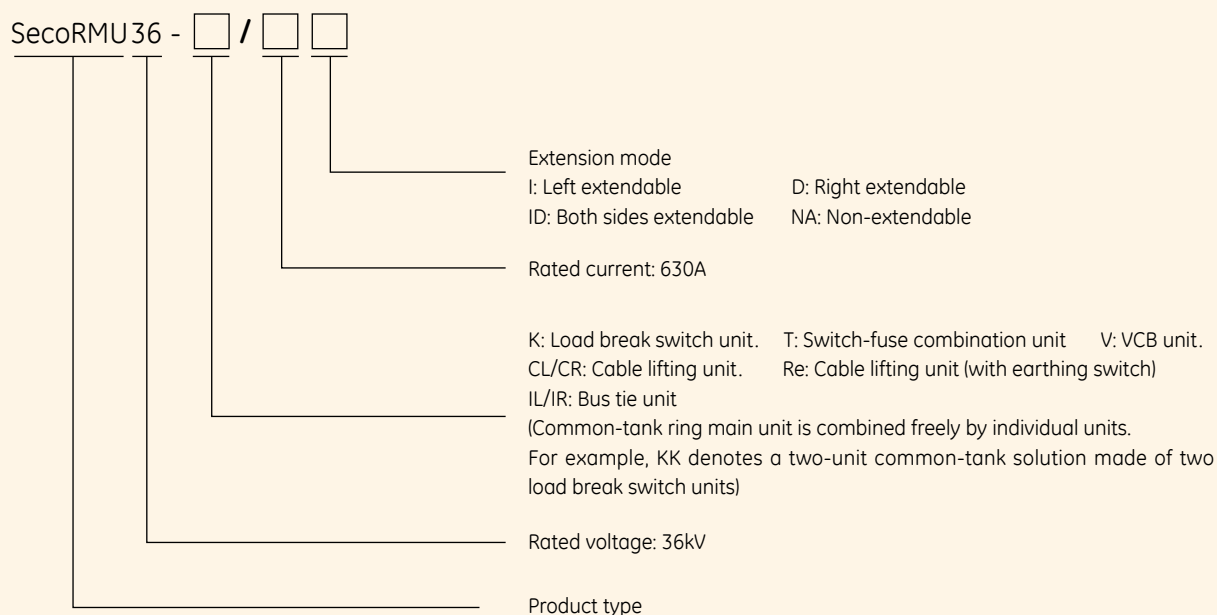 SecoRMU36 - □ / □ □
Extension mode
I: Left extendable D: Right extendable
ID: Both sides extendable NA: Non-extendable
Rated current: 630A
K: Load break switch unit. T: Switch-fuse combination unit V: VCB unit.
CL/CR: Cable lifting unit. Re: Cable lifting unit (with earthing switch)
IL/IR: Bus tie unit
(Common-tank ring main unit is combined freely by individual units.
For example, KK denotes a two-unit common-tank solution made of two
load break switch units)
Rated voltage: 36kV
Product type